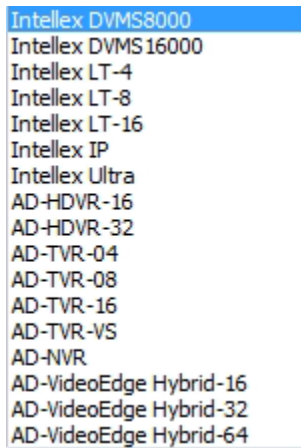 Intellex DVMS8000
Intellex DVMS16000
Intellex LT-4
Intellex LT-8
Intellex LT-16
Intellex IP
Intellex Ultra
AD-HDVR-16
AD-HDVR-32
AD-TVR-04
AD-TVR-08
AD-TVR-16
AD-TVR-VS
AD-NVR
AD-VideoEdge Hybrid-16
AD-VideoEdge Hybrid-32
AD-VideoEdge Hybrid-64